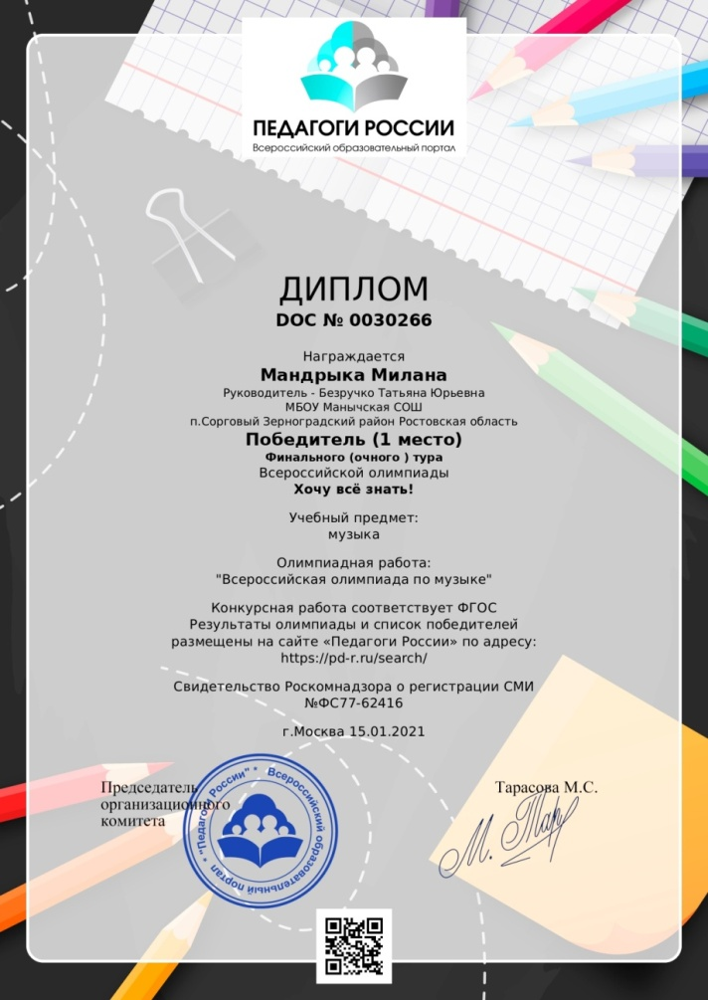 ПЕДАГОГИ РОССИИ
Всероссийский образовательный портал
ДИПЛОМ
DOC № 0030266
Награждается
Мандрыка Милана
Руководитель - Безручко Татьяна Юрьевна
МБОУ Манычская СОШ
п.Сорговый Зерноградский район Ростовская область
Победитель (1 место)
Финального (очного ) тура
Всероссийской олимпиады
Хочу всё знать!
Учебный предмет:
музыка
Олимпиадная работа:
"Всероссийская олимпиада по музыке"
Конкурсная работа соответствует ФГОС
Результаты олимпиады и список победителей
размещены на сайте «Педагоги России» по адресу:
https://pd-r.ru/search/
Свидетельство Роскомнадзора о регистрации СМИ
№ФС77-62416
г.Москва 15.01.2021
Председатель
организационного
комитета
Тарасова М.С.
М. Тар
* "Педагоги России" * Всероссийский образовательный портал